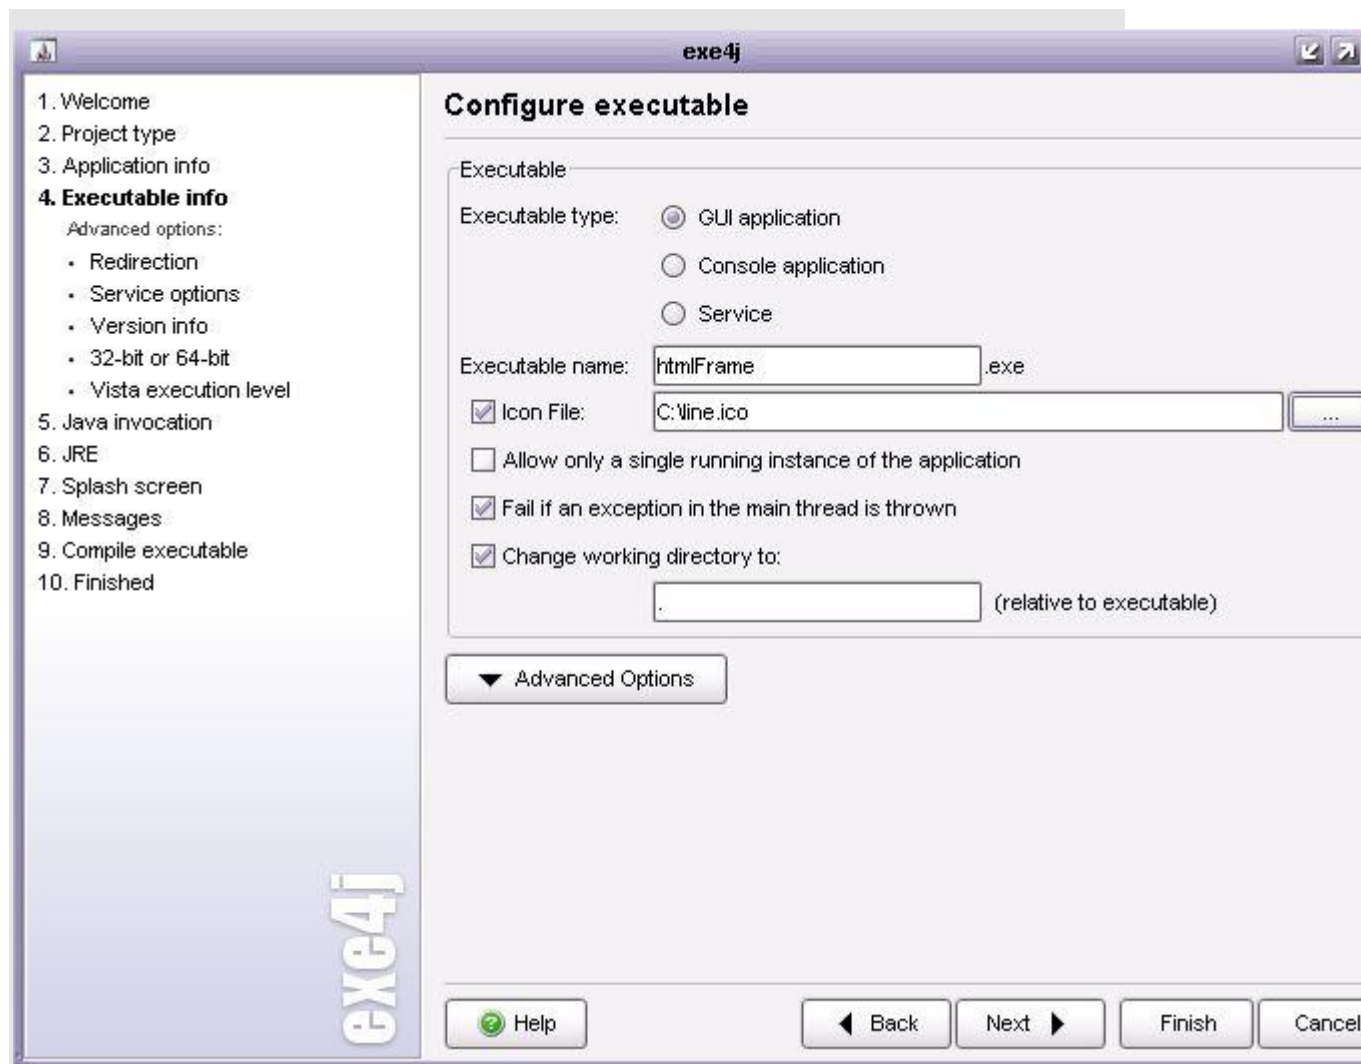 exe4j
1. Welcome
2. Project type
3. Application info
4. Executable info
Advanced options:
• Redirection
• Service options
• Version info
• 32-bit or 64-bit
• Vista execution level
5. Java invocation
6. JRE
7. Splash screen
8. Messages
9. Compile executable
10. Finished
exe4j
Configure executable
Executable
Executable type: GUI application
Console application
Service
Executable name: htmlFrame .exe
Icon File: C:\line.ico ...
Allow only a single running instance of the application
Fail if an exception in the main thread is thrown
Change working directory to:
. (relative to executable)
Advanced Options
Help Back Next Finish Cancel